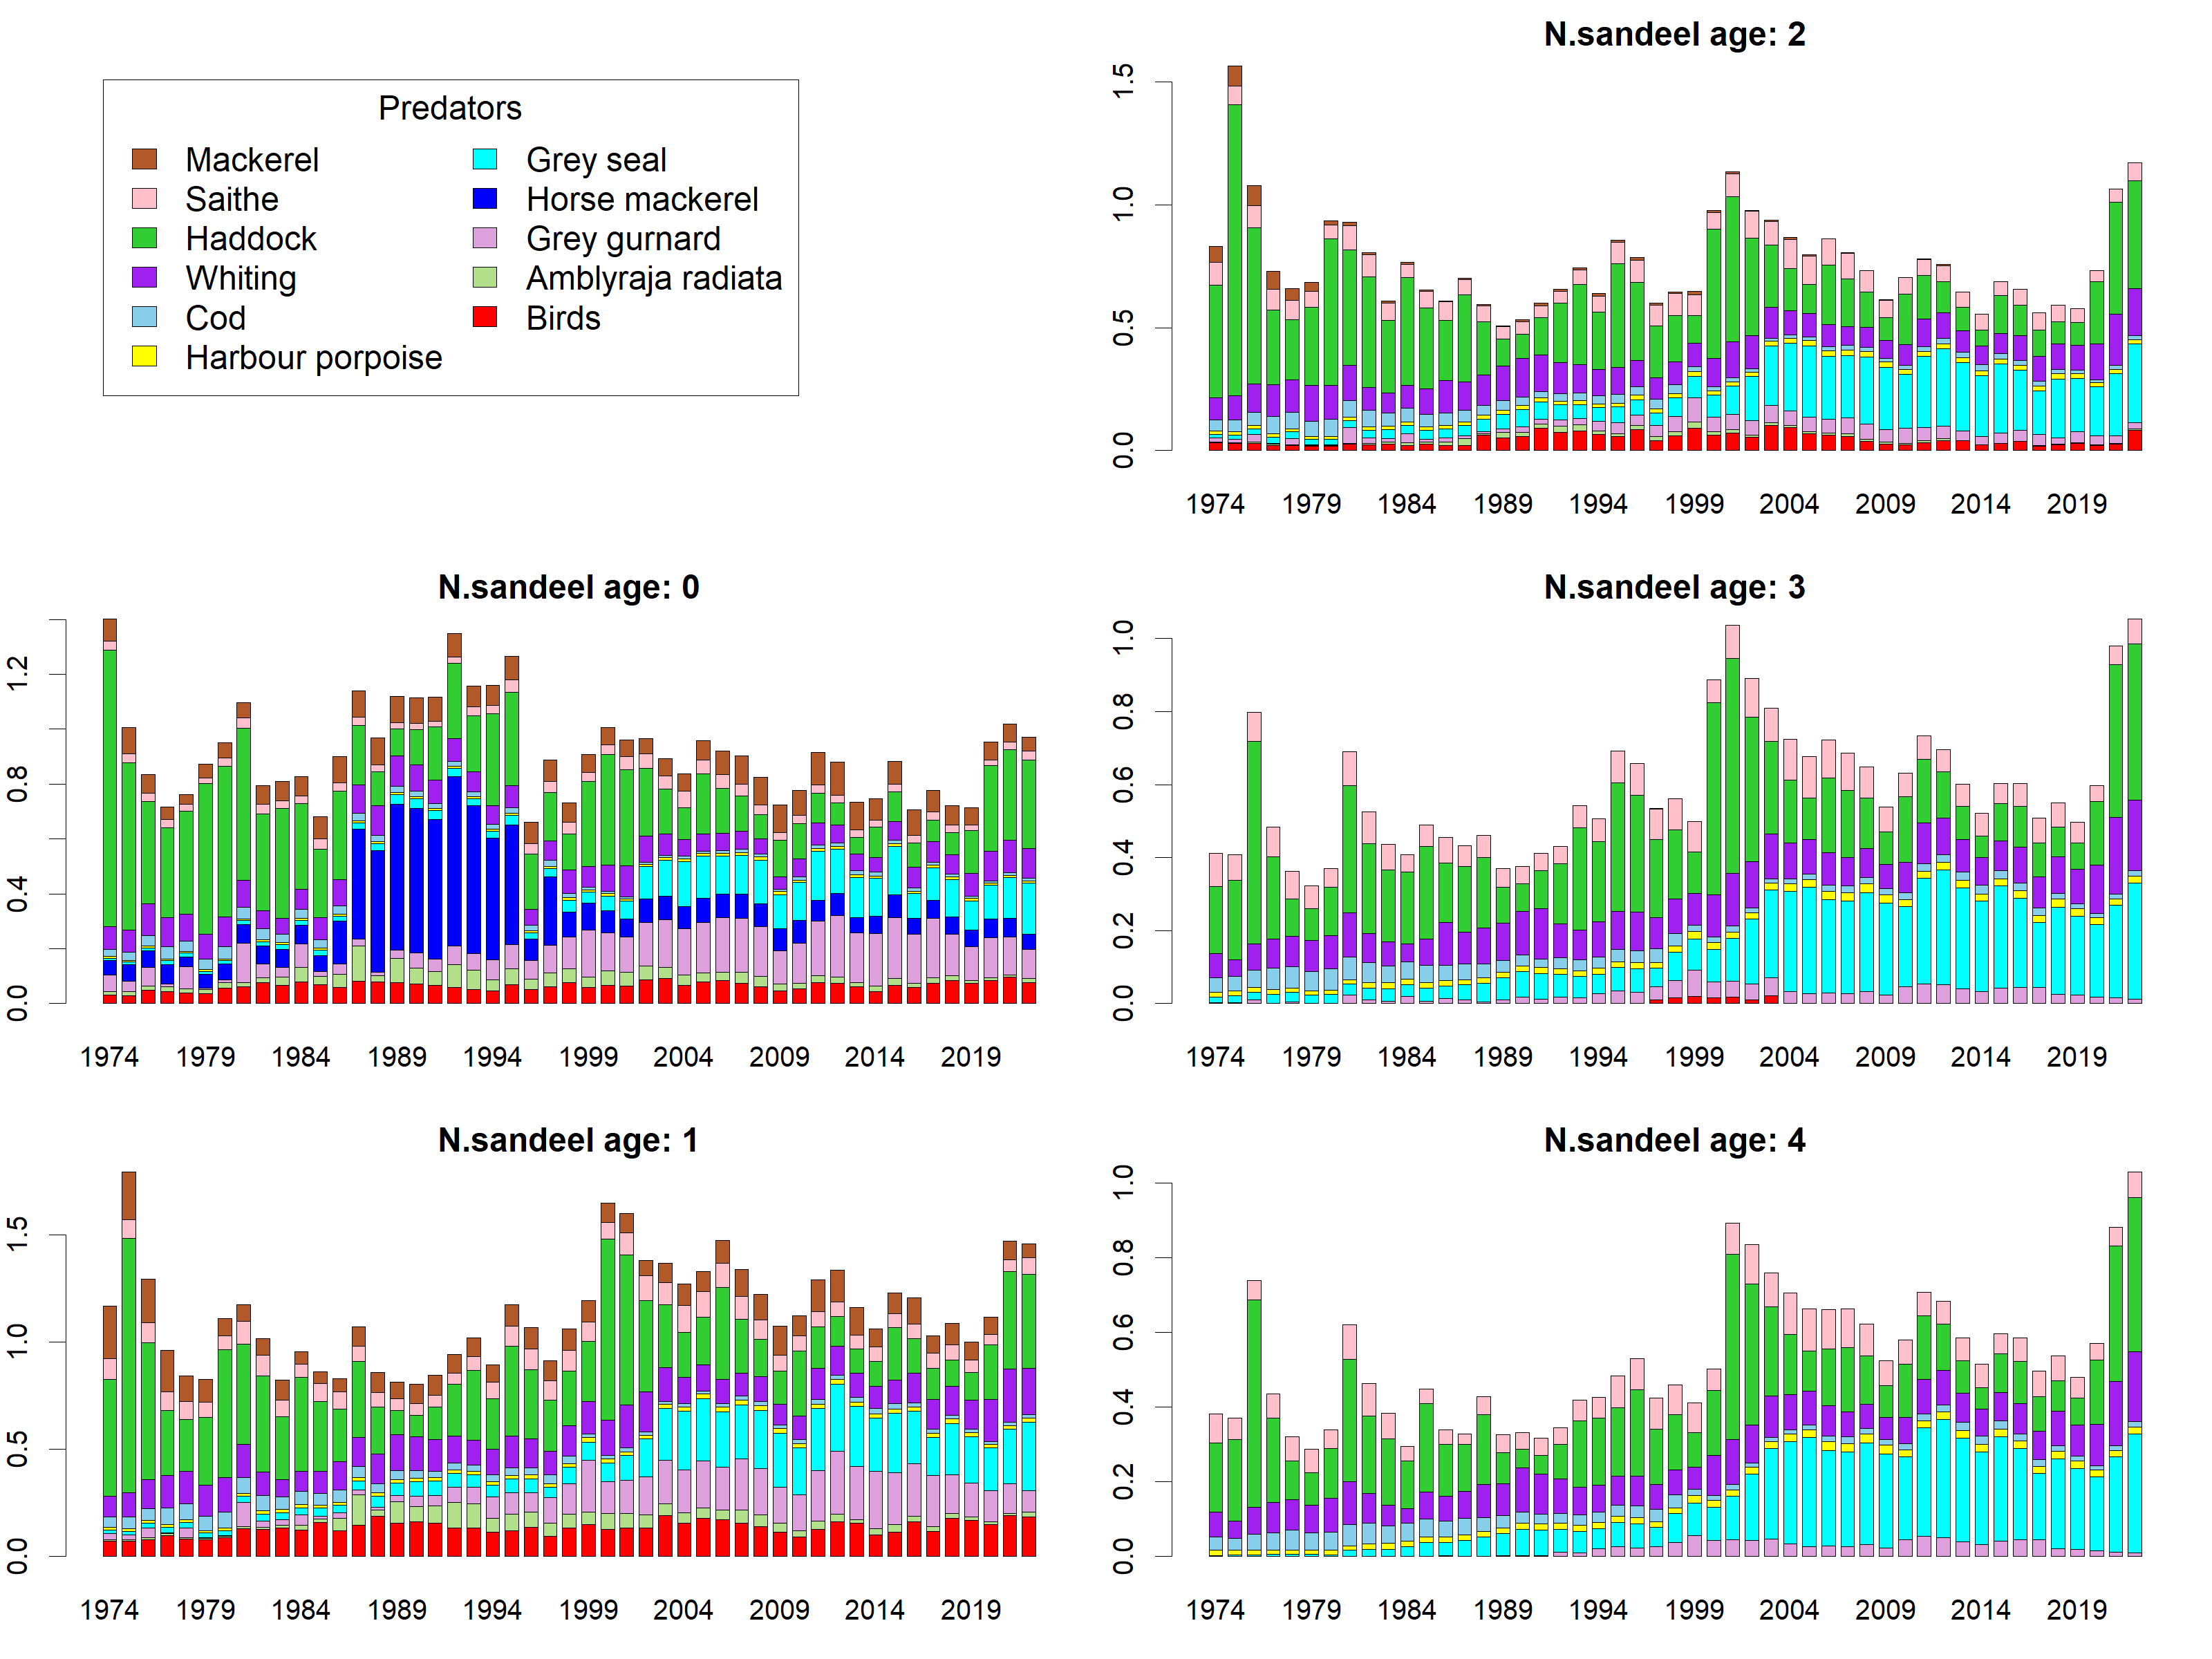 Predators
Mackerel
Saithe
Haddock
Whiting
Cod
Harbour porpoise
Grey seal
Horse mackerel
Grey gurnard
Amblyraja radiata
Birds
N.sandeel age: 2
0.0 0.5 1.0 1.5
1974 1979 1984 1989 1994 1999 2004 2009 2014 2019
N.sandeel age: 0
0.0 0.4 0.8 1.2
1974 1979 1984 1989 1994 1999 2004 2009 2014 2019
N.sandeel age: 3
0.0 0.2 0.4 0.6 0.8 1.0
1974 1979 1984 1989 1994 1999 2004 2009 2014 2019
N.sandeel age: 1
0.0 0.5 1.0 1.5
1974 1979 1984 1989 1994 1999 2004 2009 2014 2019
N.sandeel age: 4
0.0 0.2 0.4 0.6 0.8 1.0
1974 1979 1984 1989 1994 1999 2004 2009 2014 2019